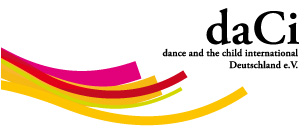 daCi
dance and the child international
Deutschland e.V.